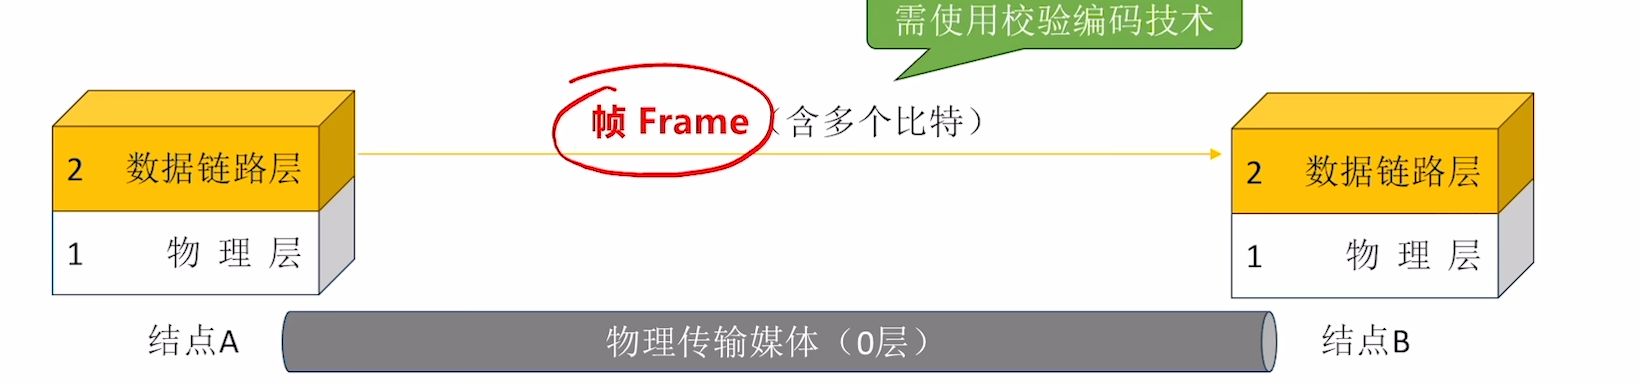 需使用校验编码技术
帧 Frame（含多个比特）
2 数据链路层
1 物 理 层
结点A
2 数据链路层
1 物 理 层
结点B
物理传输媒体（0层）